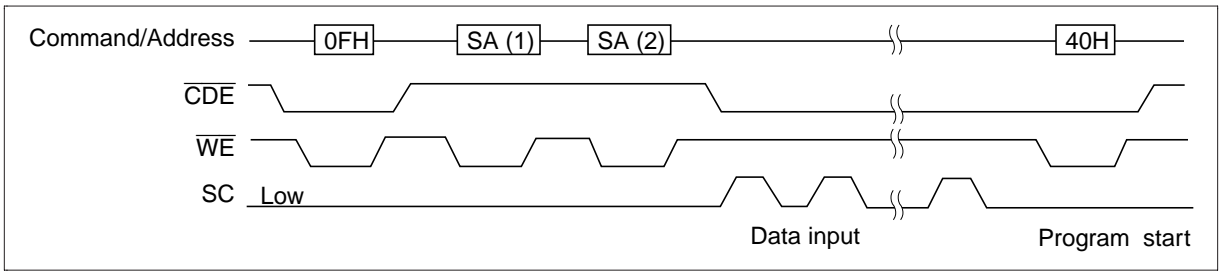 Command/Address 0FH SA (1) SA (2) 40H
CDE
WE
SC Low
Data input Program start